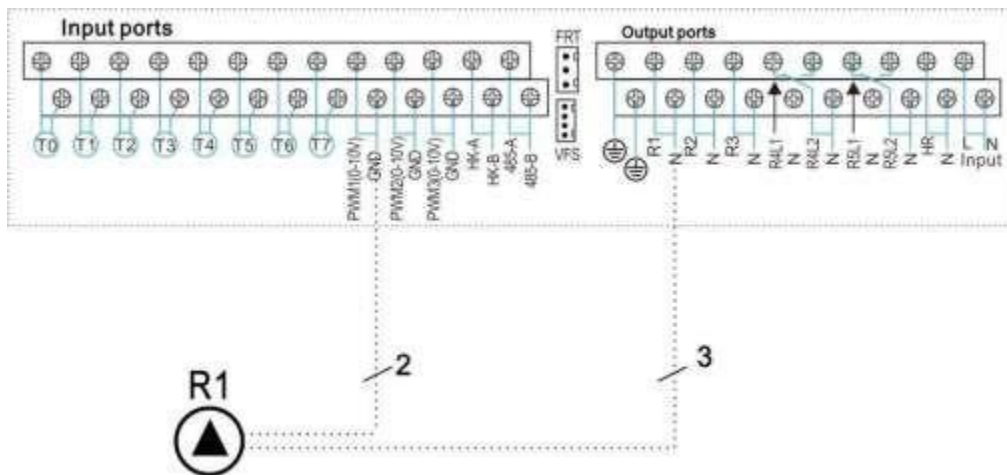 Input ports
FRT
Output ports
T0 T1 T2 T3 T4 T5 T6 T7
PWM1(0-10V)
GND
PWM2(0-10V)
GND
PWM3(0-10V)
GND
HK-A
HK-B
485-A
485-B
VFS
R1
N
R2
N
R3
N
R4L1
N
R4L2
N
R5L1
N
R5L2
N
HR
N
L N
Input
2
3
R1